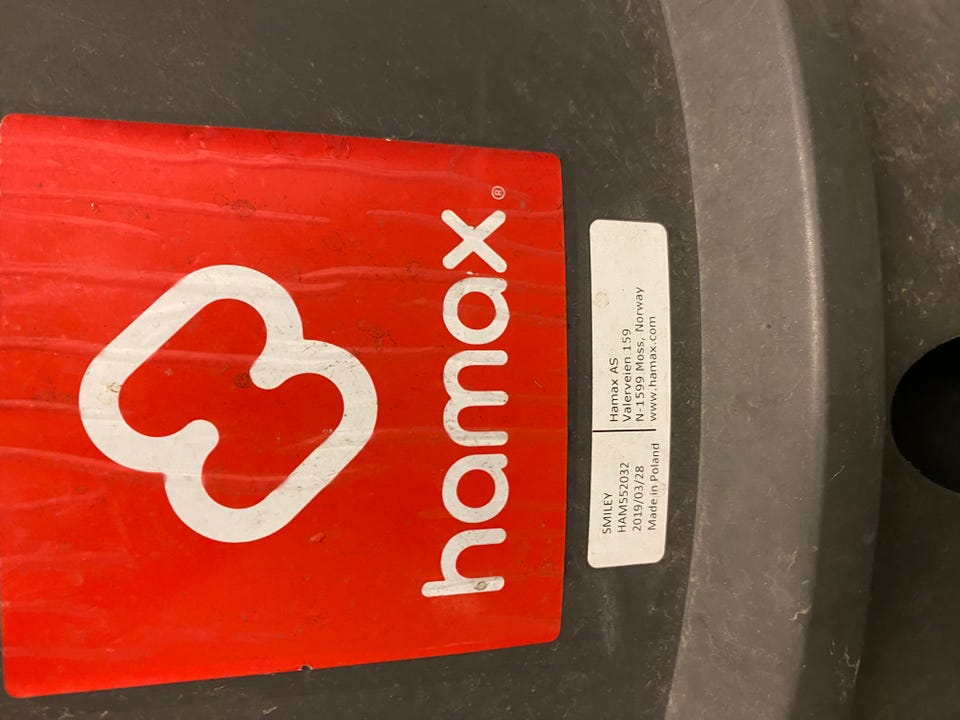 hamax®
SMILEY
HAM552032
2019/03/28
Made in Poland
Hamax AS
Valerveien 159
N-1599 Moss, Norway
www.hamax.com